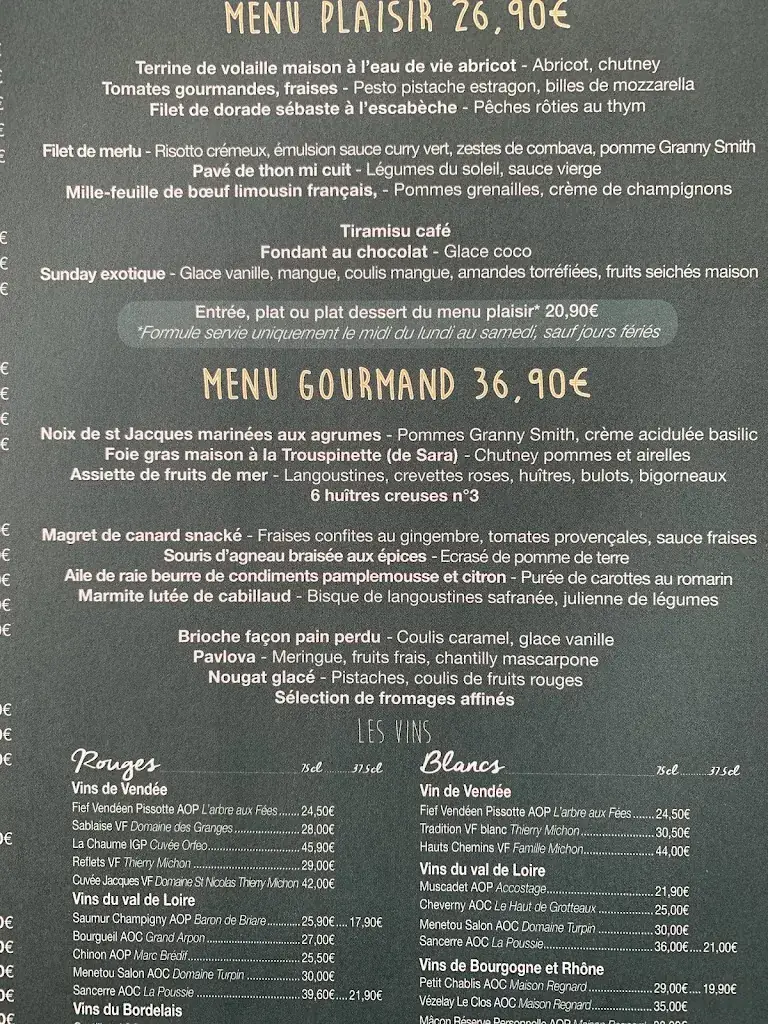 MENU PLAISIR 26,90€
Terrine de volaille maison à l'eau de vie abricot - Abricot, chutney
Tomates gourmandes, fraises - Pesto pistache estragon, billes de mozzarella
Filet de dorade sébaste à l'escabèche - Pêches rôties au thym
Filet de merlu - Risotto crémeux, émulsion sauce curry vert, zestes de combava, pomme Granny Smith
Pavé de thon mi cuit - Légumes du soleil, sauce vierge
Mille-feuille de bœuf limousin français, - Pommes grenailles, crème de champignons
Tiramisu café
Fondant au chocolat - Glace coco
Sunday exotique - Glace vanille, mangue, coulis mangue, amandes torréfiées, fruits seichés maison
Entrée, plat ou plat dessert du menu plaisir* 20,90€
*Formule servie uniquement le midi du lundi au samedi, sauf jours fériés
MENU GOURMAND 36,90€
Noix de st Jacques marinées aux agrumes - Pommes Granny Smith, crème acidulée basilic
Foie gras maison à la Trouspinette (de Sara) - Chutney pommes et airelles
Assiette de fruits de mer - Langoustines, crevettes roses, huîtres, bulots, bigorneaux
6 huîtres creuses n°3
Magret de canard snacké - Fraises confites au gingembre, tomates provençales, sauce fraises
Souris d'agneau braisée aux épices - Ecrasé de pomme de terre
Aile de raie beurre de condiments pamplemousse et citron - Purée de carottes au romarin
Marmite lutée de cabillaud - Bisque de langoustines safranée, julienne de légumes
Brioche façon pain perdu - Coulis caramel, glace vanille
Pavlova - Meringue, fruits frais, chantilly mascarpone
Nougat glacé - Pistaches, coulis de fruits rouges
Sélection de fromages affinés
LES VINS
Rouges 75cl........37.5cl
Vins de Vendée
Fief Vendéen Pissotte AOP L'arbre aux Fées....... 24,50€
Sablaise VF Domaine des Granges........................ 28,00€
La Chaume IGP Cuvée Orfeo............................... 45,90€
Reflets VF Thierry Michon.................................... 29,00€
Cuvée Jacques VF Domaine St Nicolas Thierry Michon 42,00€
Vins du val de Loire
Saumur Champigny AOP Baron de Briare........... 25,90€.... 17,90€
Bourgueil AOC Grand Arpon................................ 27,00€
Chinon AOP Marc Brédif..................................... 25,50€
Menetou Salon AOC Domaine Turpin................... 30,00€
Sancerre AOC La Poussie................................... 39,60€.... 21,90€
Vins du Bordelais
Blancs 75cl........37.5cl
Vin de Vendée
Fief Vendéen Pissotte AOP L'arbre aux Fées....... 24,50€
Tradition VF blanc Thierry Michon........................ 30,50€
Hauts Chemins VF Famille Michon....................... 44,00€
Vins du val de Loire
Muscadet AOP Accostage................................... 21,90€
Cheverny AOC Le Haut de Grotteaux.................. 25,00€
Menetou Salon AOC Domaine Turpin................... 30,00€
Sancerre AOC La Poussie................................... 36,00€.... 21,00€
Vins de Bourgogne et Rhône
Petit Chablis AOC Maison Regnard..................... 29,00€.... 19,90€
Vézelay Le Clos AOC Maison Regnard................. 35,00€
Mâcon Réserve Personnelle AOP